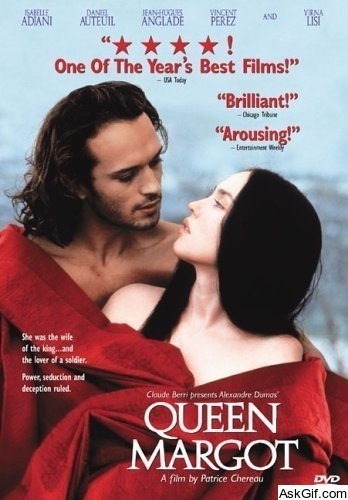 ISABELLE DANIEL JEAN-HUGUES VINCENT VIRNA
ADJANI AUTEUIL ANGLADE PEREZ AND LISI
"★★★★!
One Of The Year's Best Films!"
— USA Today
"Brilliant!"
— Chicago Tribune
"Arousing!"
— Entertainment Weekly
She was the wife
of the king...and
the lover of a soldier.
Power, seduction and
deception ruled.
Claude Berri presents Alexandre Dumas'
QUEEN
MARGOT
A film by Patrice Chereau
DVD
AskGif.com